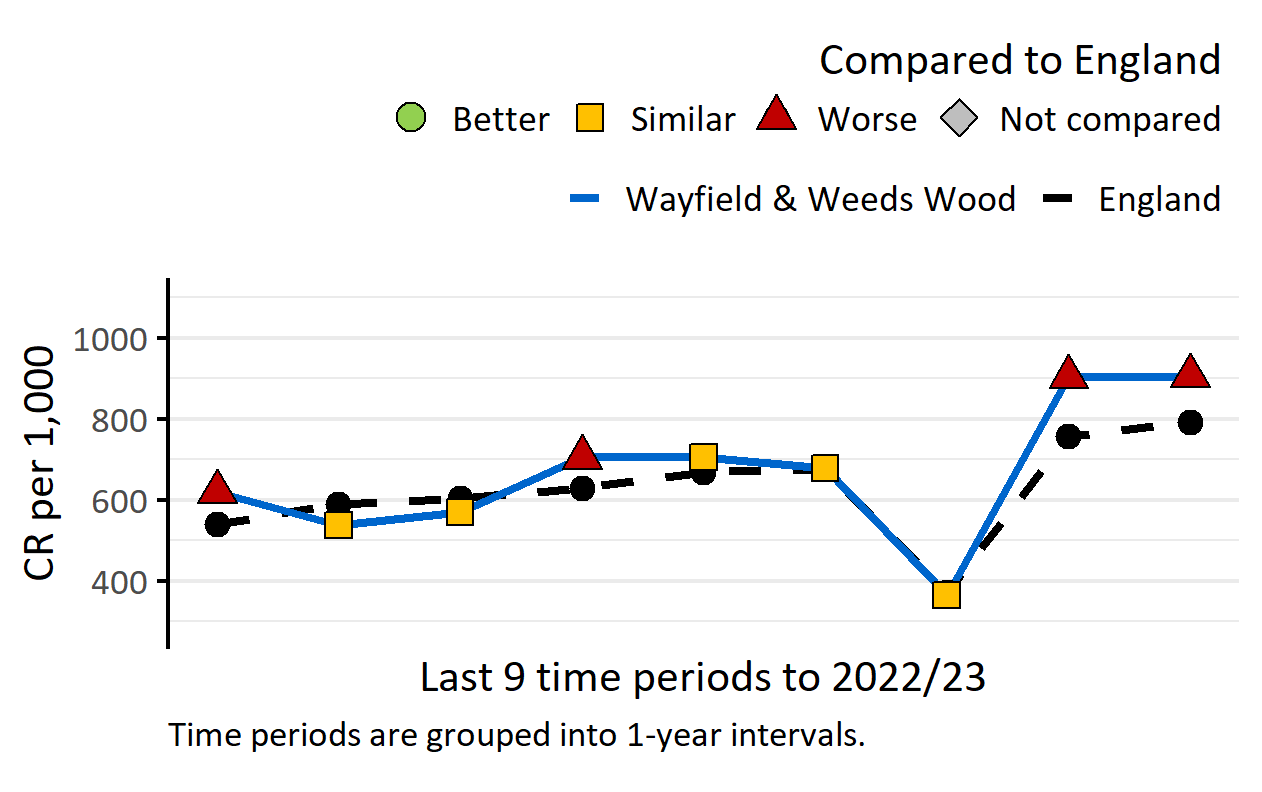 Compared to England
Better Similar Worse Not compared
Wayfield & Weeds Wood England
1000
800
600
400
CR per 1,000
Last 9 time periods to 2022/23
Time periods are grouped into 1-year intervals.